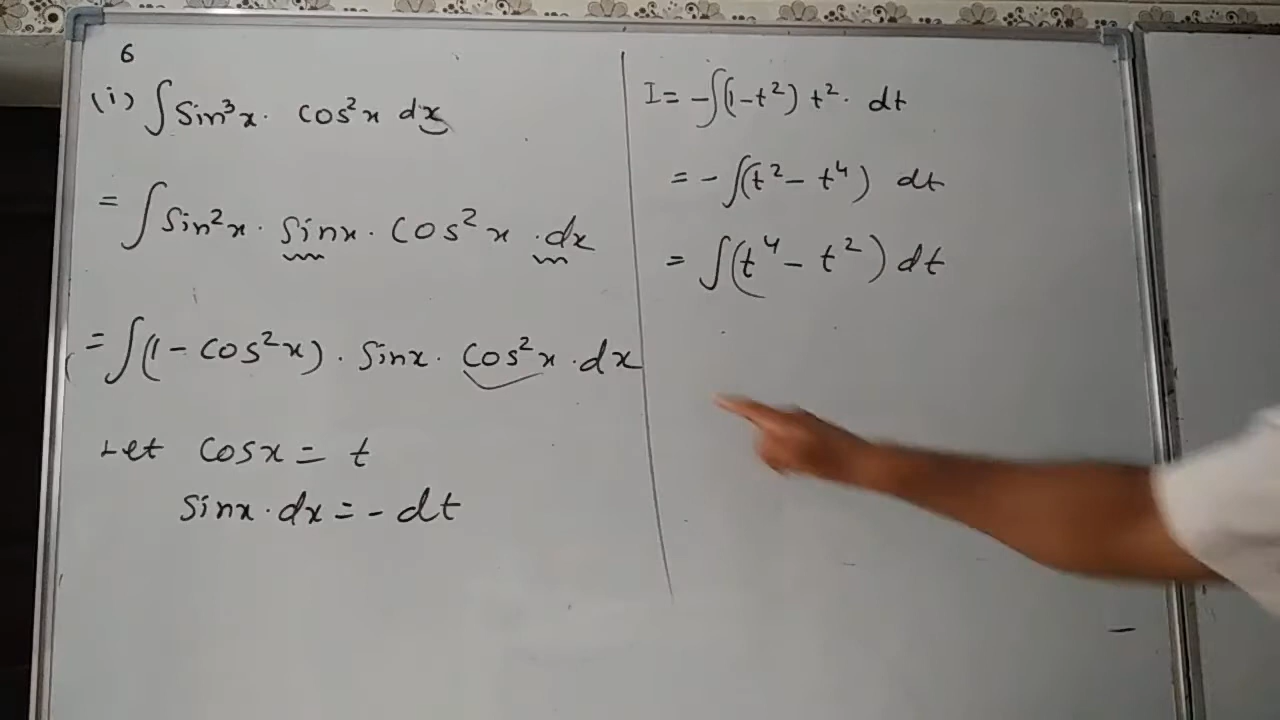 6
(i) ∫ Sin³x · cos²x dx
= ∫ Sin²x · Sinx · Cos²x · dx
= ∫(1 - cos²x) · Sinx · Cos²x · dx
Let Cosx = t
Sinx · dx = - dt
I = -∫(1-t²) t² · dt
= -∫(t² - t⁴) dt
= ∫(t⁴ - t²) dt